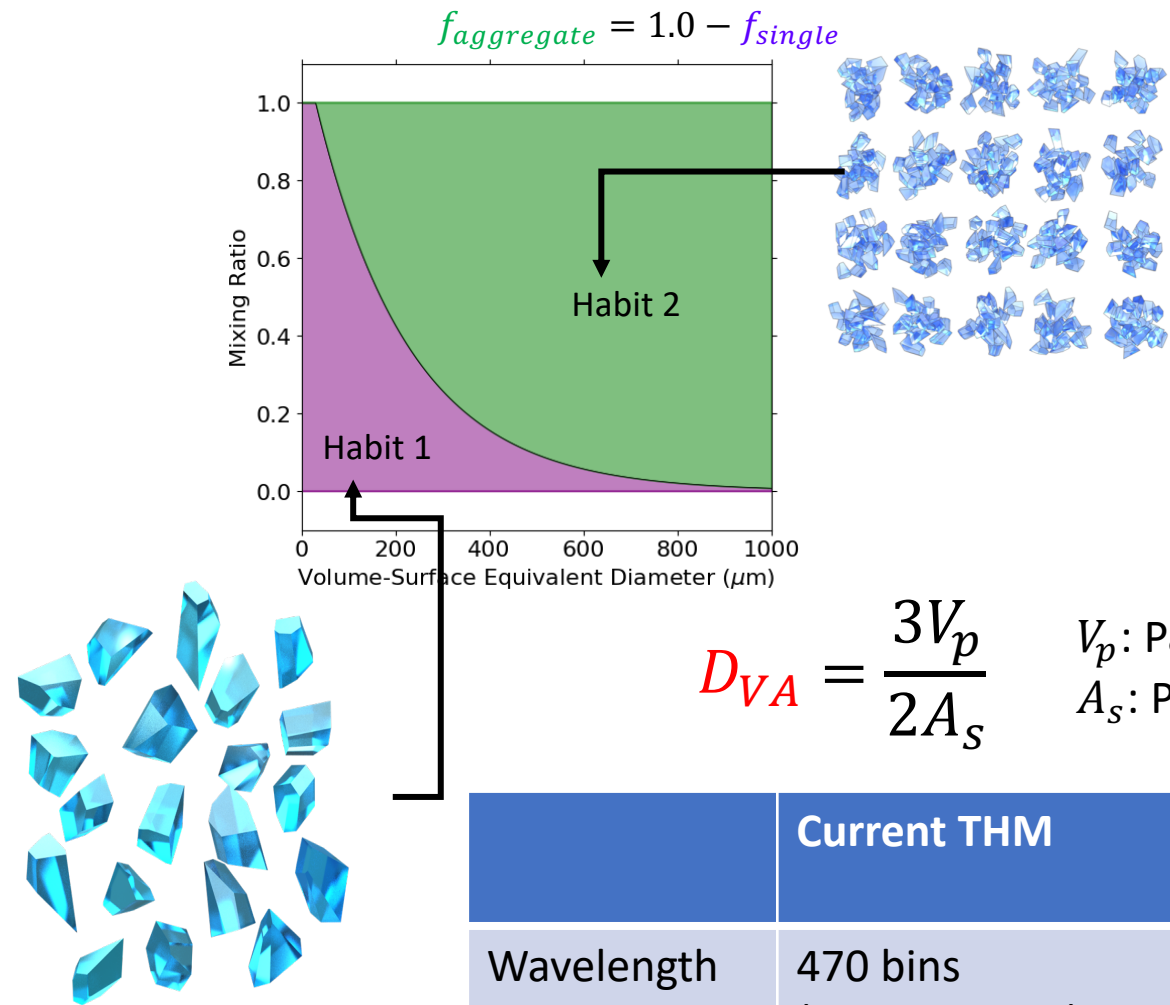 f_aggregate = 1.0 − f_single
1.0
0.8
0.6
0.4
0.2
0.0
Mixing Ratio
Habit 2
Habit 1
0 200 400 600 800 1000
Volume-Surface Equivalent Diameter (μm)
D_VA = 3V_p / 2A_s
V_p: P
A_s: P
Current THM
Wavelength 470 bins